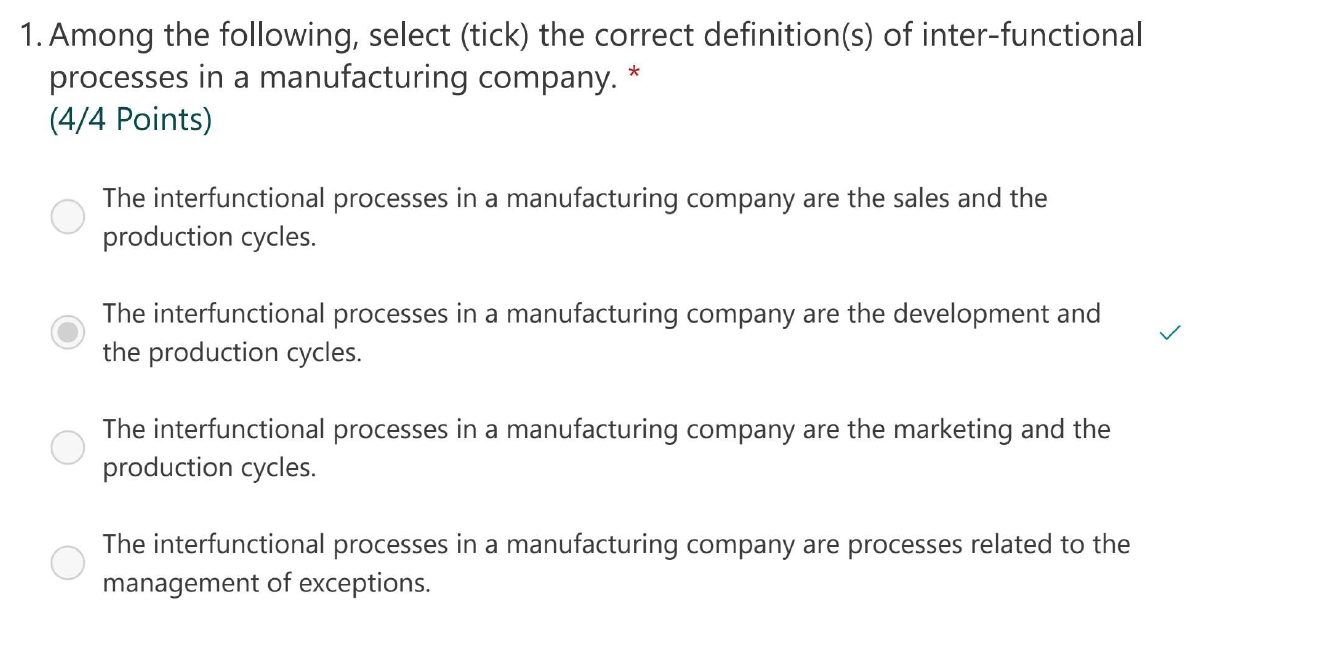 1. Among the following, select (tick) the correct definition(s) of inter-functional
processes in a manufacturing company. *
(4/4 Points)
The interfunctional processes in a manufacturing company are the sales and the
production cycles.
The interfunctional processes in a manufacturing company are the development and
the production cycles.
The interfunctional processes in a manufacturing company are the marketing and the
production cycles.
The interfunctional processes in a manufacturing company are processes related to the
management of exceptions.